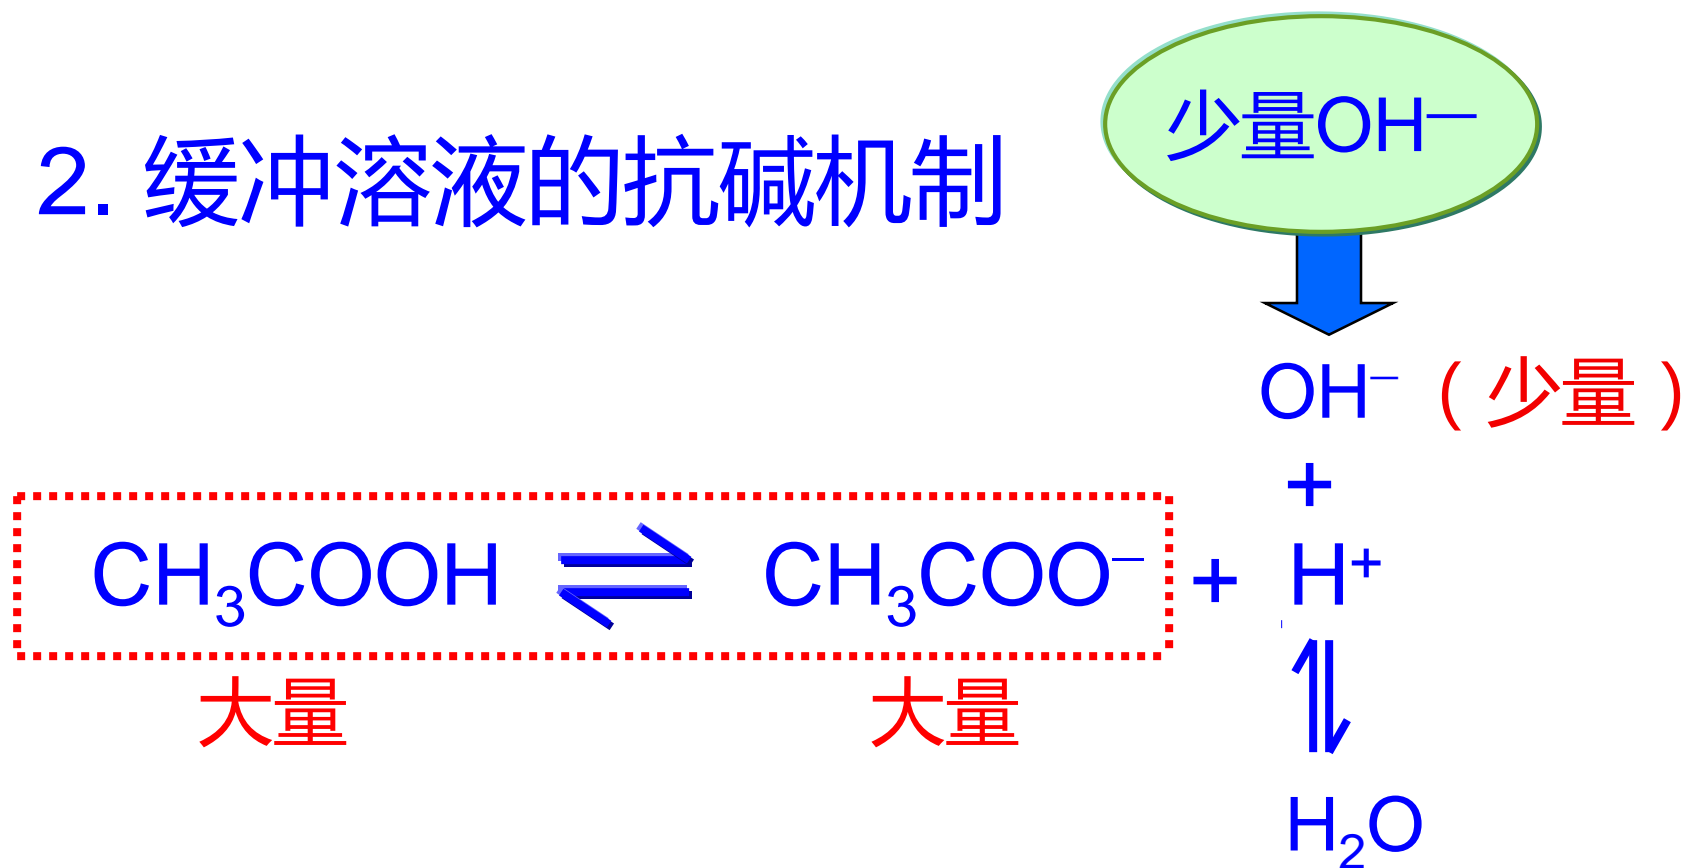 少量OH⁻
2. 缓冲溶液的抗碱机制
OH⁻（少量）
+
CH₃COOH ⇌ CH₃COO⁻ + H⁺
大量 大量
⇌
H₂O